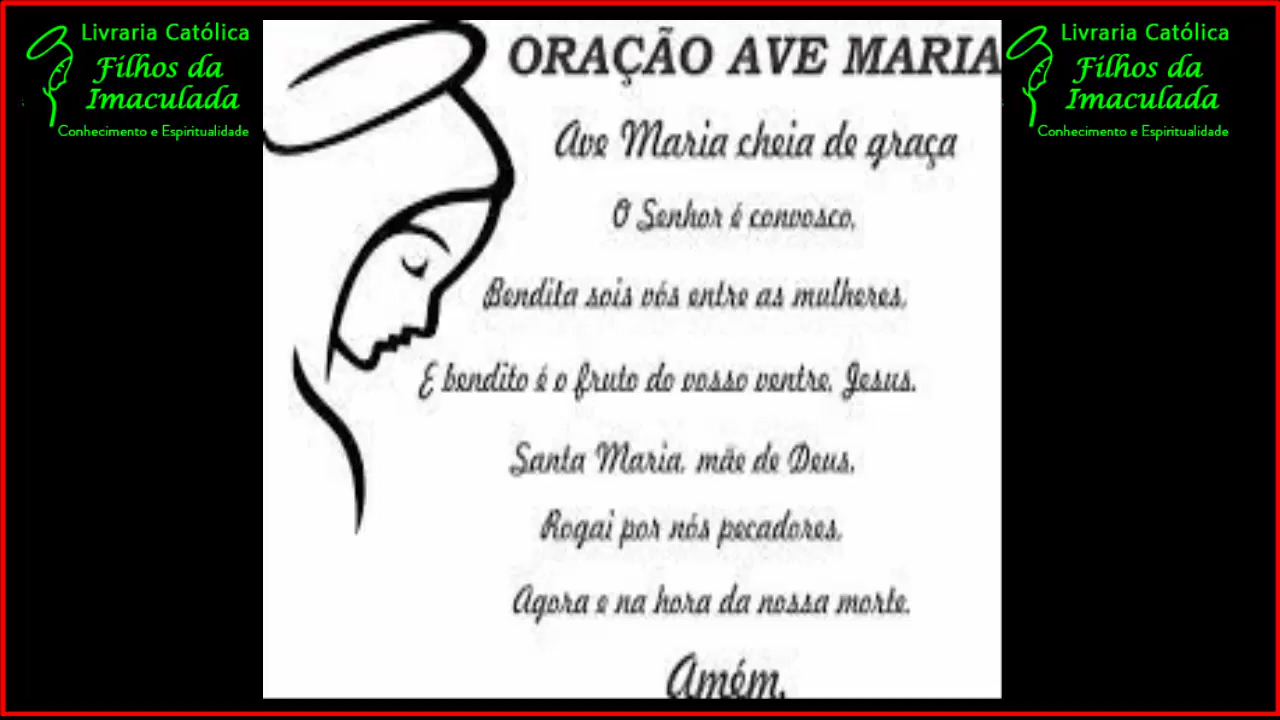 Livraria Católica
Filhos da
Imaculada
Conhecimento e Espiritualidade
ORAÇÃO AVE MARIA
Ave Maria cheia de graça
O Senhor é convosco,
Bendita sois vós entre as mulheres,
E bendito é o fruto do vosso ventre, Jesus.
Santa Maria, mãe de Deus,
Rogai por nós pecadores,
Agora e na hora da nossa morte.
Amém.
Livraria Católica
Filhos da
Imaculada
Conhecimento e Espiritualidade